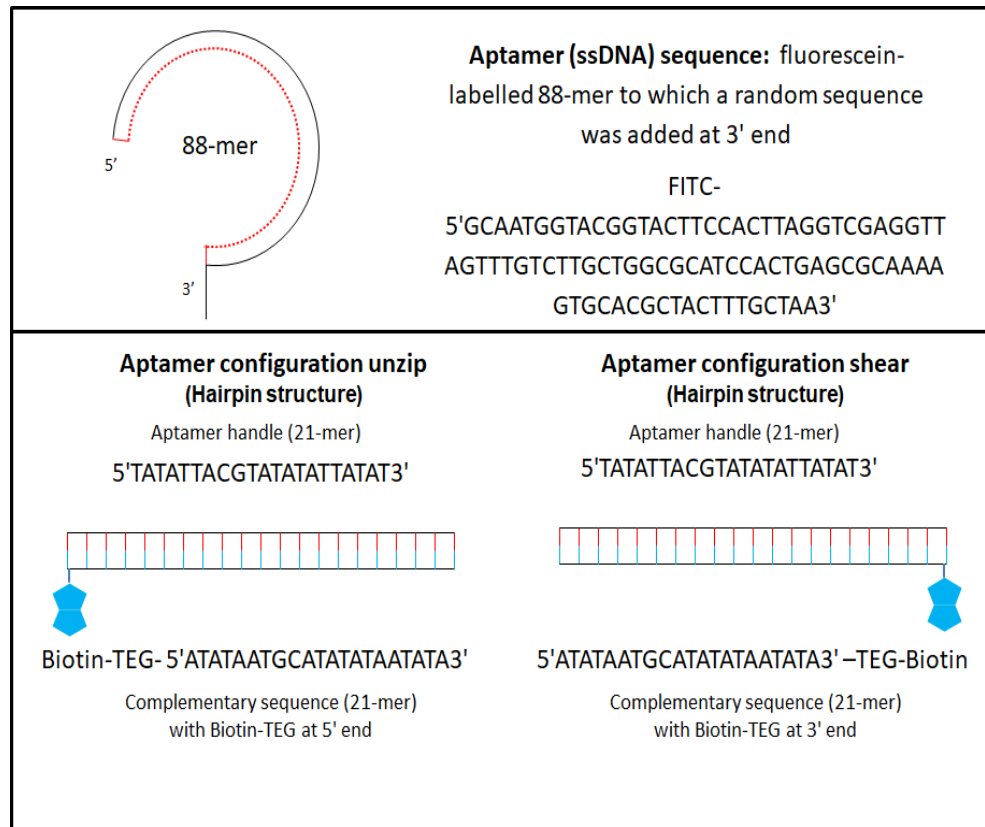 Aptamer (ssDNA) sequence: fluorescein-
labelled 88-mer to which a random sequence
was added at 3' end
88-mer
5’
3’
FITC-
5'GCAATGGTACGGTACTTCCACTTAGGTCGAGGTT
AGTTTGTCTTGCTGGCGCATCCACTGAGCGCAAAA
GTGCACGCTACTTTGCTAA3'
Aptamer configuration unzip
(Hairpin structure)
Aptamer handle (21-mer)
5'TATATTACGTATATATTATAT3'
Biotin-TEG- 5'ATATAATGCATATATAATATA3'
Complementary sequence (21-mer)
with Biotin-TEG at 5' end
Aptamer configuration shear
(Hairpin structure)
Aptamer handle (21-mer)
5'TATATTACGTATATATTATAT3'
5'ATATAATGCATATATAATATA3' –TEG-Biotin
Complementary sequence (21-mer)
with Biotin-TEG at 3' end